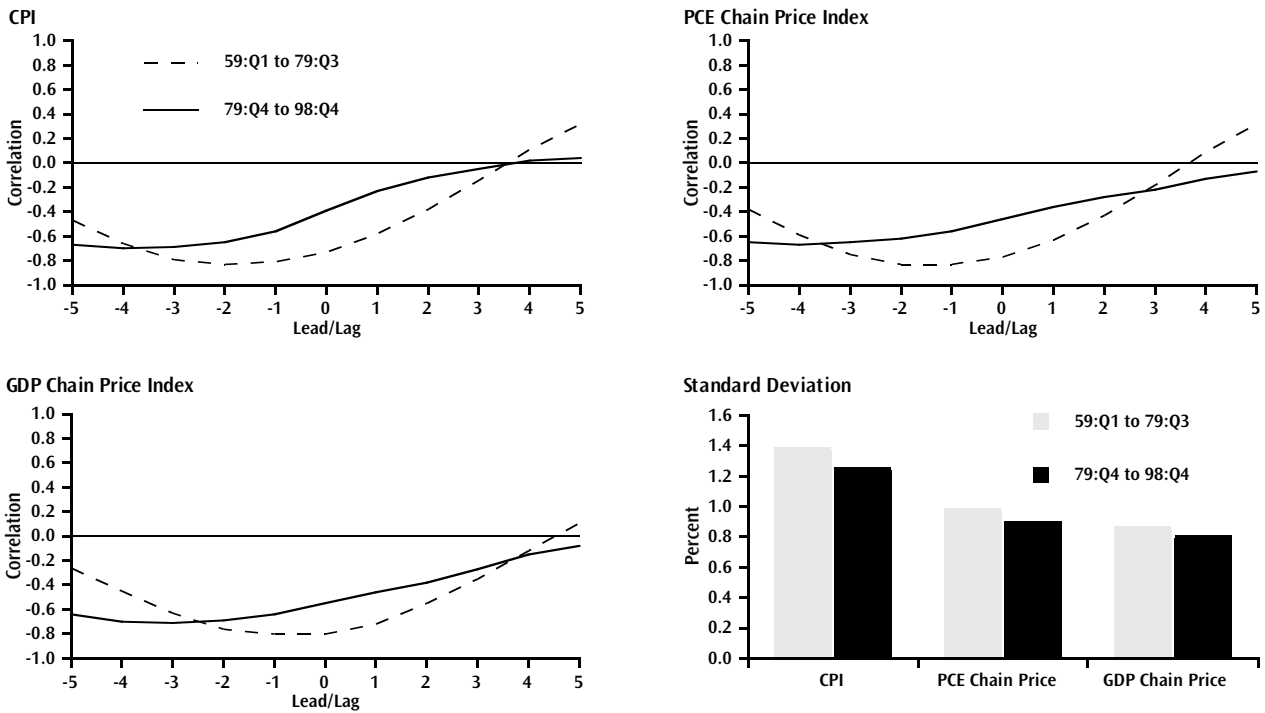 CPI
1.0
0.8
0.6
0.4
0.2
0.0
-0.2
-0.4
-0.6
-0.8
-1.0
Correlation
59:Q1 to 79:Q3
79:Q4 to 98:Q4
-5 -4 -3 -2 -1 0 1 2 3 4 5
Lead/Lag
PCE Chain Price Index
1.0
0.8
0.6
0.4
0.2
0.0
-0.2
-0.4
-0.6
-0.8
-1.0
Correlation
-5 -4 -3 -2 -1 0 1 2 3 4 5
Lead/Lag
GDP Chain Price Index
1.0
0.8
0.6
0.4
0.2
0.0
-0.2
-0.4
-0.6
-0.8
-1.0
Correlation
-5 -4 -3 -2 -1 0 1 2 3 4 5
Lead/Lag
Standard Deviation
1.6
1.4
1.2
1.0
0.8
0.6
0.4
0.2
0.0
Percent
59:Q1 to 79:Q3
79:Q4 to 98:Q4
CPI PCE Chain Price GDP Chain Price